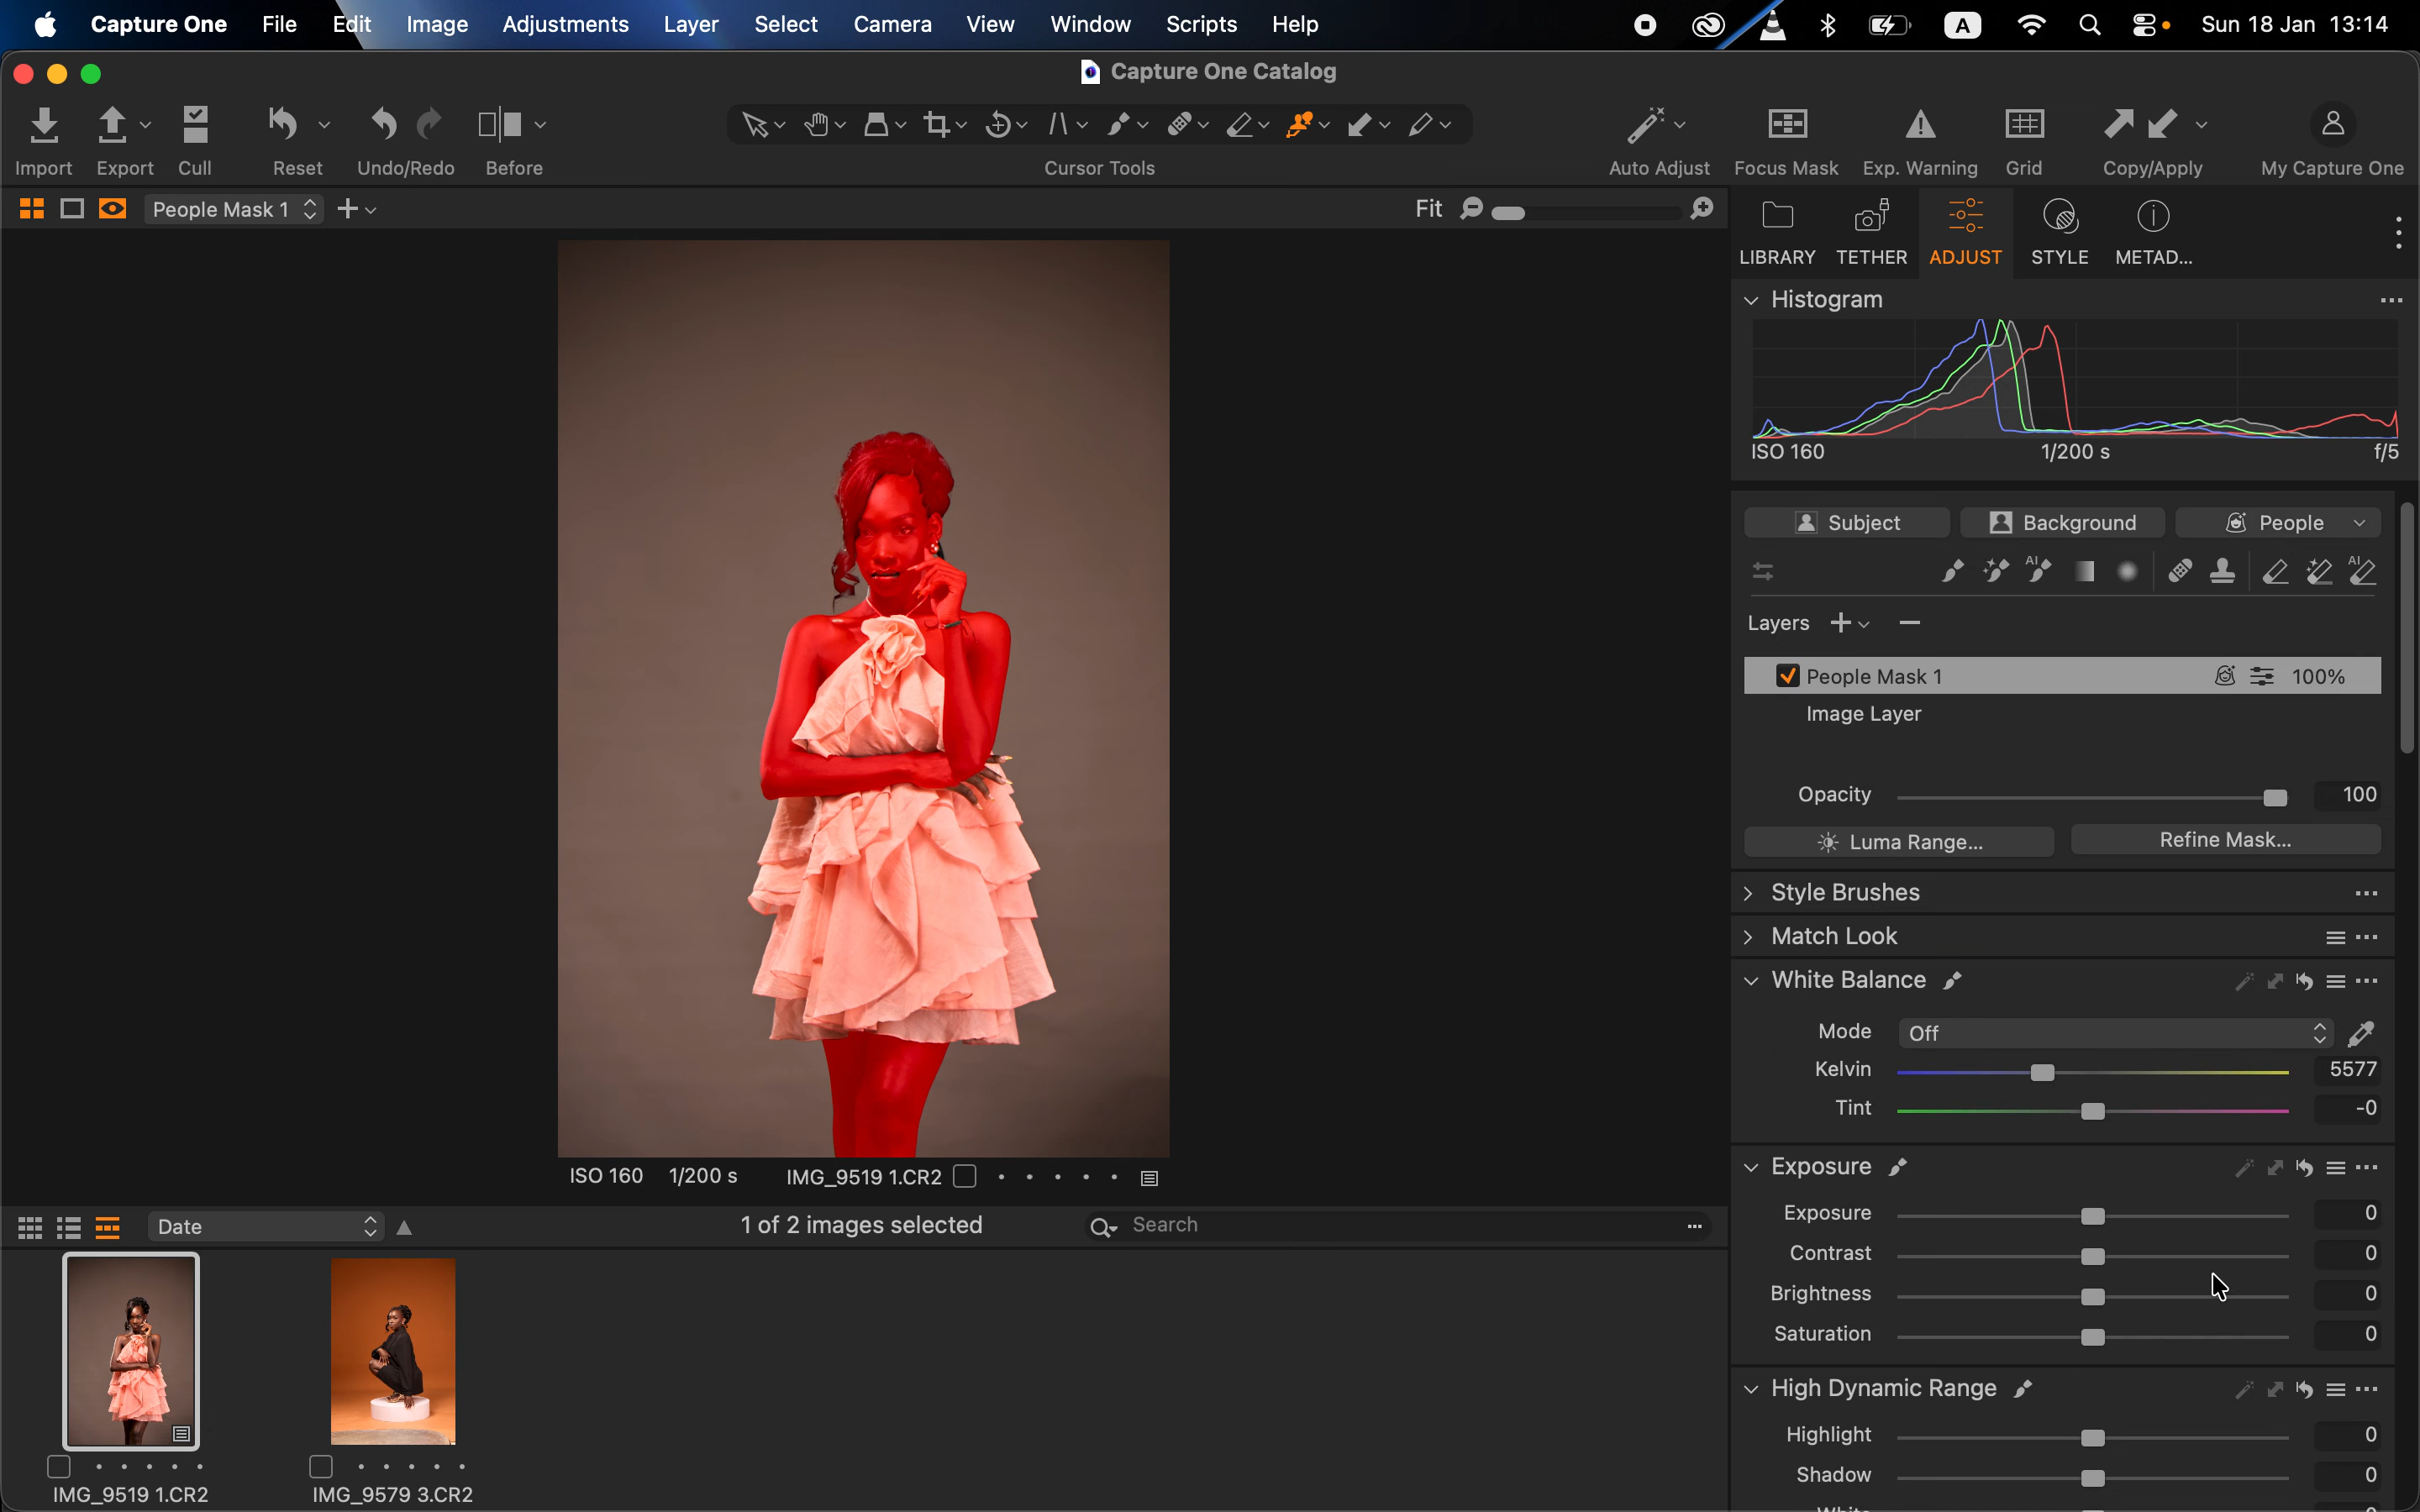 Capture One File Edit Image Adjustments Layer Select Camera View Window Scripts Help A Sun 18 Jan 13:14
Capture One Catalog
Import Export Cull Reset Undo/Redo Before Cursor Tools Auto Adjust Focus Mask Exp. Warning Grid Copy/Apply My Capture One
People Mask 1 Fit
LIBRARY TETHER ADJUST STYLE METAD...
Histogram
ISO 160 1/200 s f/5
Subject Background People
AI AI
Layers
People Mask 1 100%
Image Layer
Opacity 100
Luma Range... Refine Mask...
Style Brushes
Match Look
White Balance
Mode Off
Kelvin 5577
Tint -0
Exposure
Exposure 0
Contrast 0
Brightness 0
Saturation 0
High Dynamic Range
Highlight 0
Shadow 0
ISO 160 1/200 s IMG_9519 1.CR2
Date 1 of 2 images selected Search
IMG_9519 1.CR2 IMG_9579 3.CR2